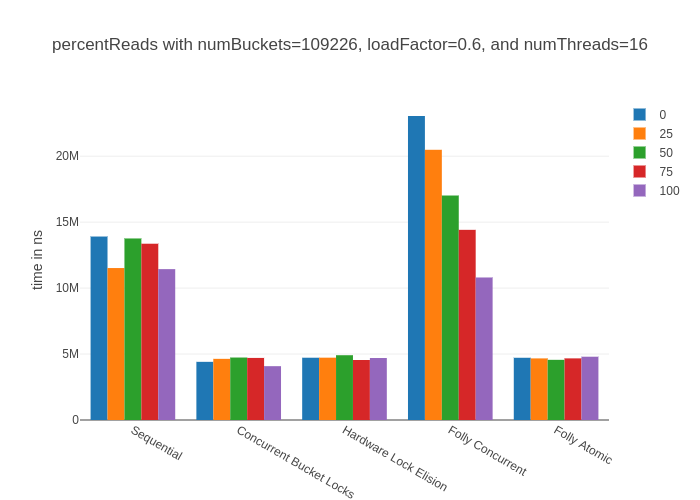 percentReads with numBuckets=109226, loadFactor=0.6, and numThreads=16
0
25
50
75
100
time in ns
20M
15M
10M
5M
0
Sequential
Concurrent Bucket Locks
Hardware Lock Elision
Folly Concurrent
Folly Atomic